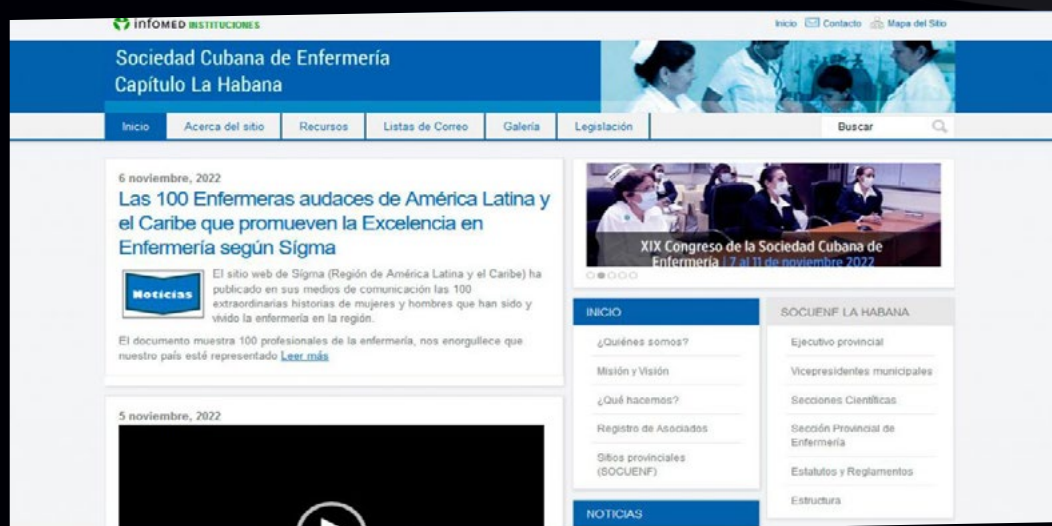 infoMED INSTITUCIONES
Inicio Contacto Mapa del Sitio
Sociedad Cubana de Enfermería
Capítulo La Habana
Inicio Acerca del sitio Recursos Listas de Correo Galería Legislación Buscar
6 noviembre, 2022
Las 100 Enfermeras audaces de América Latina y
el Caribe que promueven la Excelencia en
Enfermería según Sígma
Noticias
El sitio web de Sigma (Región de América Latina y el Caribe) ha
publicado en sus medios de comunicación las 100
extraordinarias historias de mujeres y hombres que han sido y
vivido la enfermería en la región.
El documento muestra 100 profesionales de la enfermería, nos enorgullece que
nuestro país esté representado Leer más
5 noviembre, 2022
XIX Congreso de la Sociedad Cubana de
Enfermería | 7 al 11 de noviembre 2022
INICIO
¿Quiénes somos?
Misión y Visión
¿Qué hacemos?
Registro de Asociados
Sitios provinciales
(SOCUENF)
NOTICIAS
SOCUENF LA HABANA
Ejecutivo provincial
Vicepresidentes municipales
Secciones Científicas
Sección Provincial de
Enfermería
Estatutos y Reglamentos
Estructura